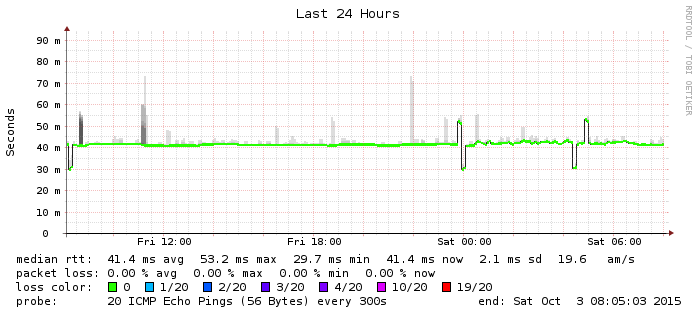 Last 24 Hours
RRDTOOL / TOBI OETIKER
Seconds
90 m
80 m
70 m
60 m
50 m
40 m
30 m
20 m
10 m
0
Fri 12:00 Fri 18:00 Sat 00:00 Sat 06:00
median rtt: 41.4 ms avg 53.2 ms max 29.7 ms min 41.4 ms now 2.1 ms sd 19.6 am/s
packet loss: 0.00 % avg 0.00 % max 0.00 % min 0.00 % now
loss color: 0 1/20 2/20 3/20 4/20 10/20 19/20
probe: 20 ICMP Echo Pings (56 Bytes) every 300s end: Sat Oct 3 08:05:03 2015